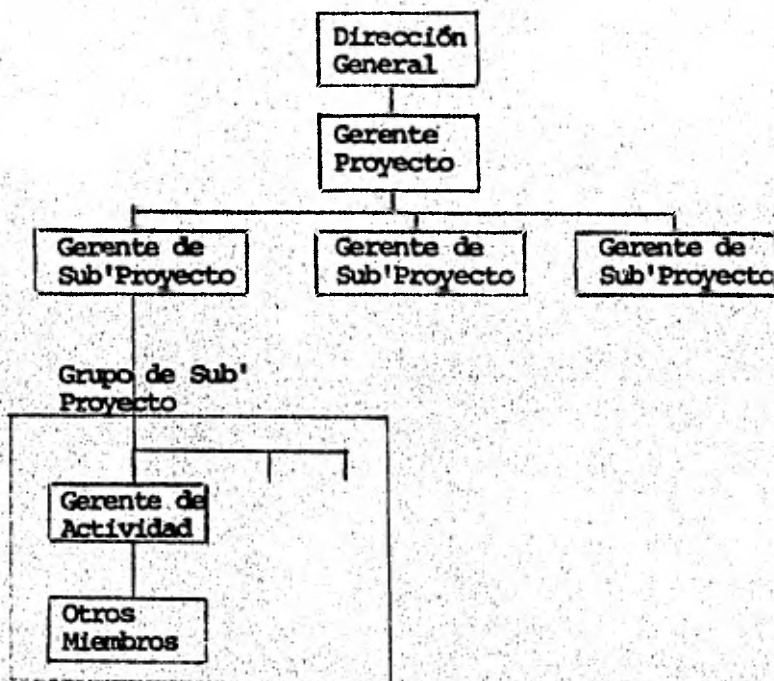 Dirección
General
Gerente
Proyecto
Gerente de
Sub'Proyecto
Gerente de
Sub'Proyecto
Gerente de
Sub'Proyecto
Grupo de Sub'
Proyecto
Gerente de
Actividad
Otros
Miembros